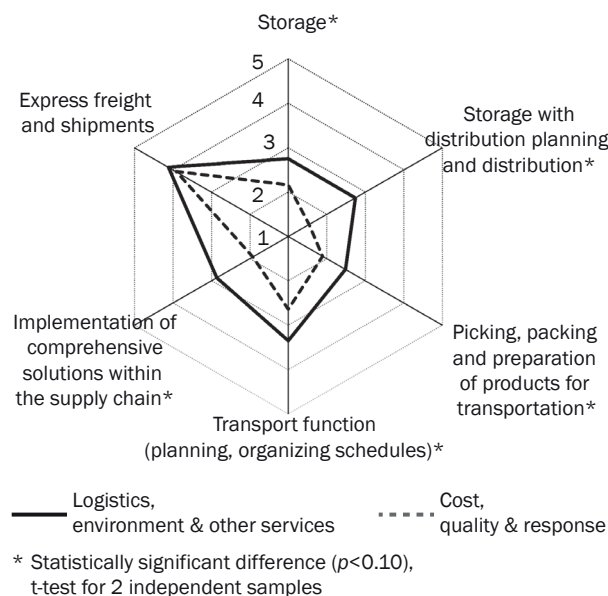 Storage*
5
4
3
2
1
Express freight
and shipments
Storage with
distribution planning
and distribution*
Implementation of
comprehensive
solutions within
the supply chain*
Picking, packing
and preparation
of products for
transportation*
Transport function
(planning, organizing schedules)*
Logistics,
environment & other services
Cost,
quality & response
* Statistically significant difference (p<0.10),
t-test for 2 independent samples